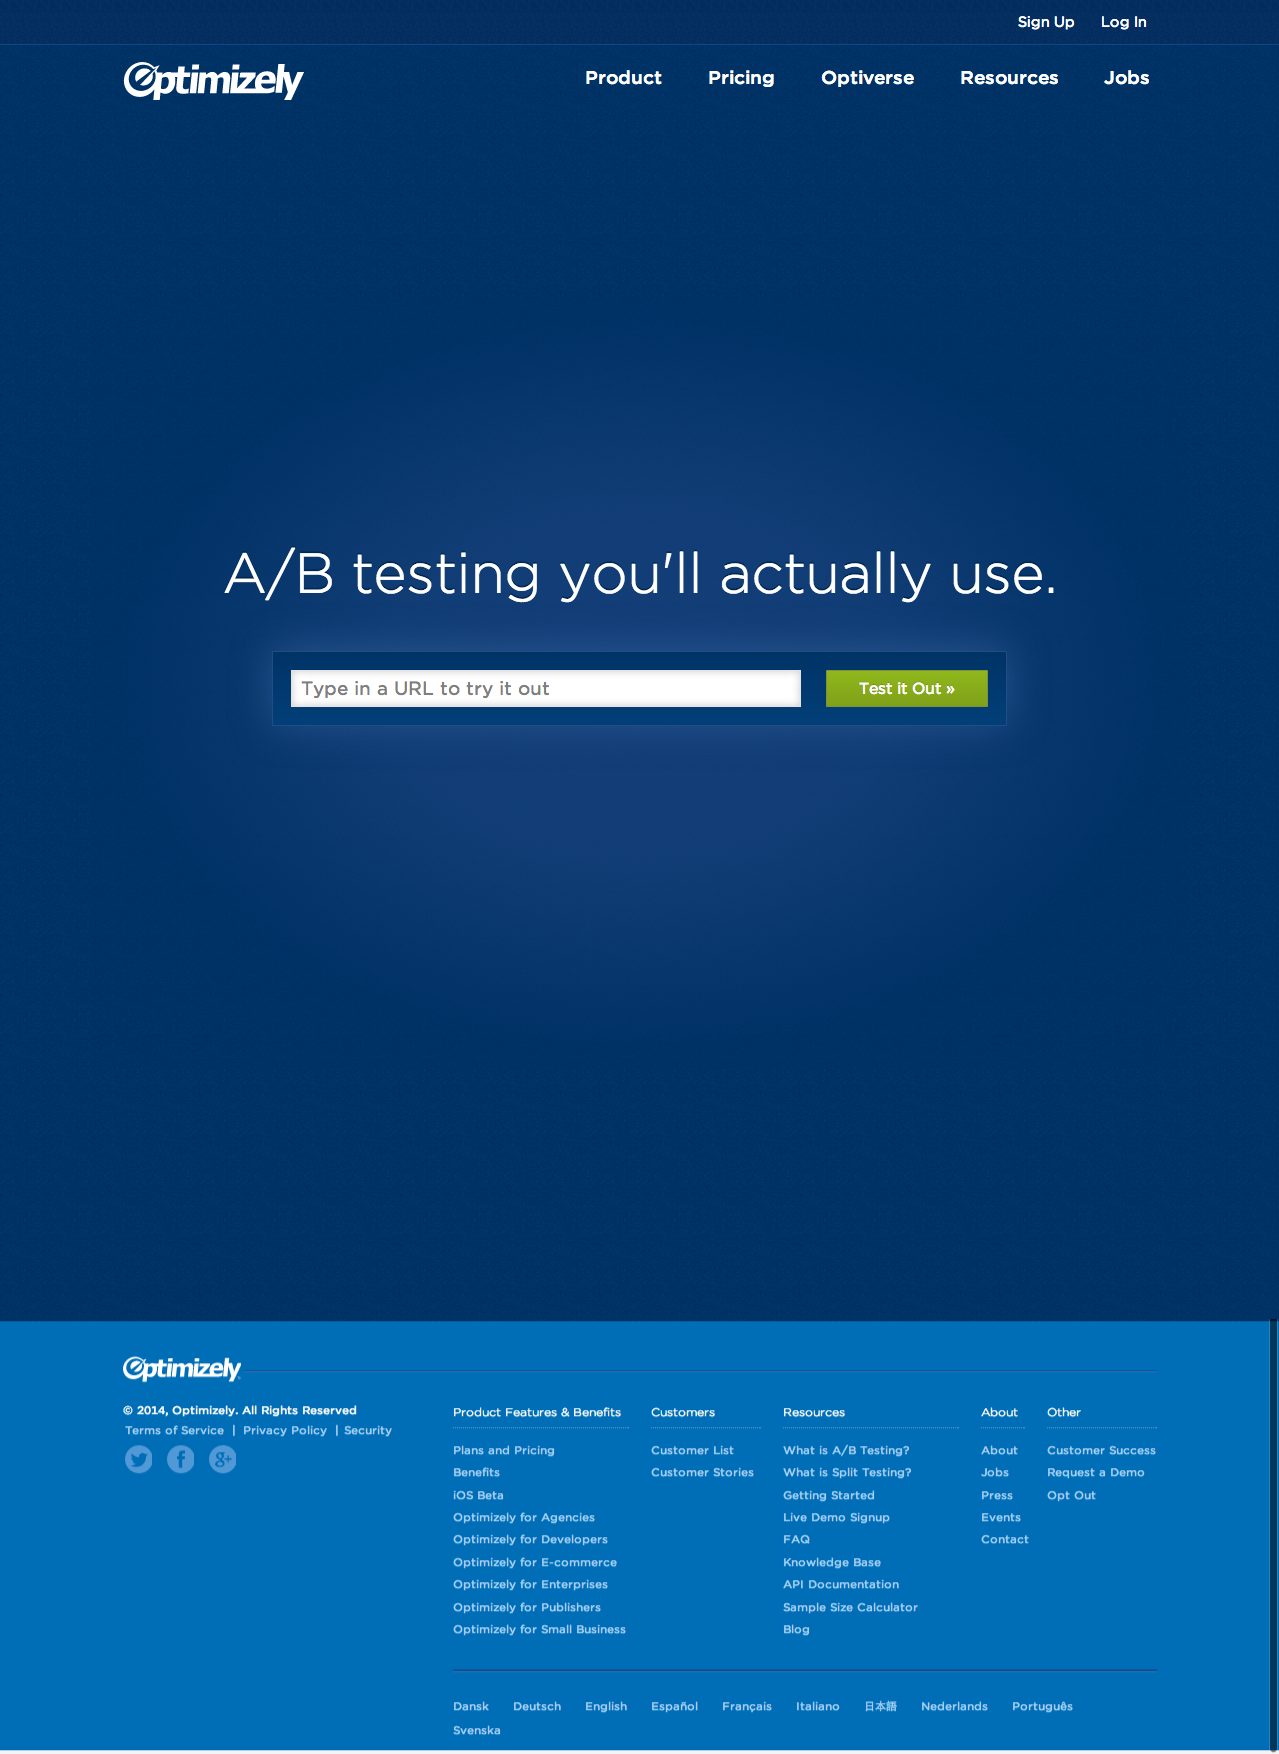 Sign Up Log In
Optimizely Product Pricing Optiverse Resources Jobs
A/B testing you'll actually use.
Type in a URL to try it out Test it Out »
Optimizely
© 2014, Optimizely. All Rights Reserved
Terms of Service | Privacy Policy | Security
Product Features & Benefits
Plans and Pricing
Benefits
iOS Beta
Optimizely for Agencies
Optimizely for Developers
Optimizely for E-commerce
Optimizely for Enterprises
Optimizely for Publishers
Optimizely for Small Business
Customers
Customer List
Customer Stories
Resources
What is A/B Testing?
What is Split Testing?
Getting Started
Live Demo Signup
FAQ
Knowledge Base
API Documentation
Sample Size Calculator
Blog
About
About
Jobs
Press
Events
Contact
Other
Customer Success
Request a Demo
Opt Out
Dansk Deutsch English Español Français Italiano 日本語 Nederlands Português
Svenska